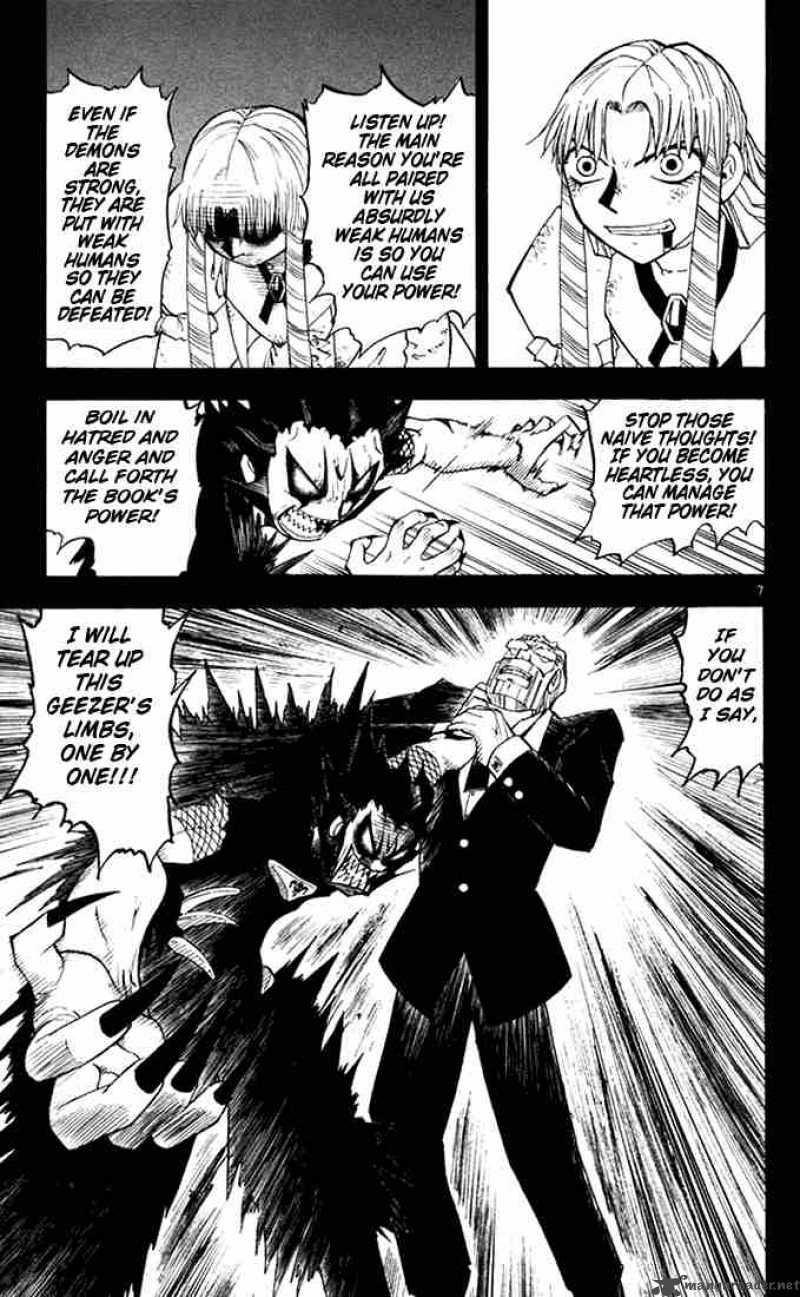 LISTEN UP!
THE MAIN
REASON YOU'RE
ALL PAIRED
WITH US
ABSURDLY
WEAK HUMANS
IS SO YOU
CAN USE
YOUR POWER!
EVEN IF
THE
DEMONS
ARE
STRONG,
THEY ARE
PUT WITH
WEAK
HUMANS
SO THEY
CAN BE
DEFEATED!
STOP THOSE
NAIVE THOUGHTS!
IF YOU BECOME
HEARTLESS, YOU
CAN MANAGE
THAT POWER!
BOIL IN
HATRED AND
ANGER AND
CALL FORTH
THE BOOK'S
POWER!
7
IF
YOU
DON'T
DO AS
I SAY,
I WILL
TEAR UP
THIS
GEEZER'S
LIMBS,
ONE BY
ONE!!!
mangareader.net